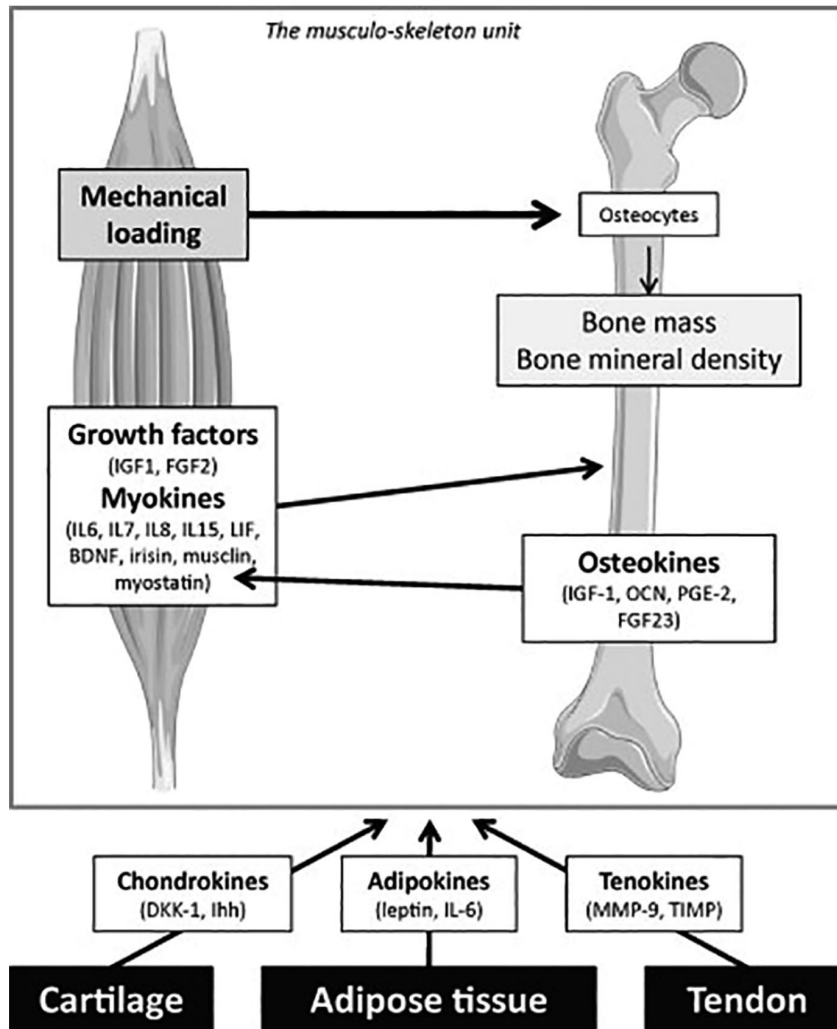 The musculo-skeleton unit
Mechanical
loading
Osteocytes
Bone mass
Bone mineral density
Growth factors
(IGF1, FGF2)
Myokines
(IL6, IL7, IL8, IL15, LIF,
BDNF, irisin, musclin,
myostatin)
Osteokines
(IGF-1, OCN, PGE-2,
FGF23)
Chondrokines
(DKK-1, Ihh)
Adipokines
(leptin, IL-6)
Tenokines
(MMP-9, TIMP)
Cartilage
Adipose tissue
Tendon